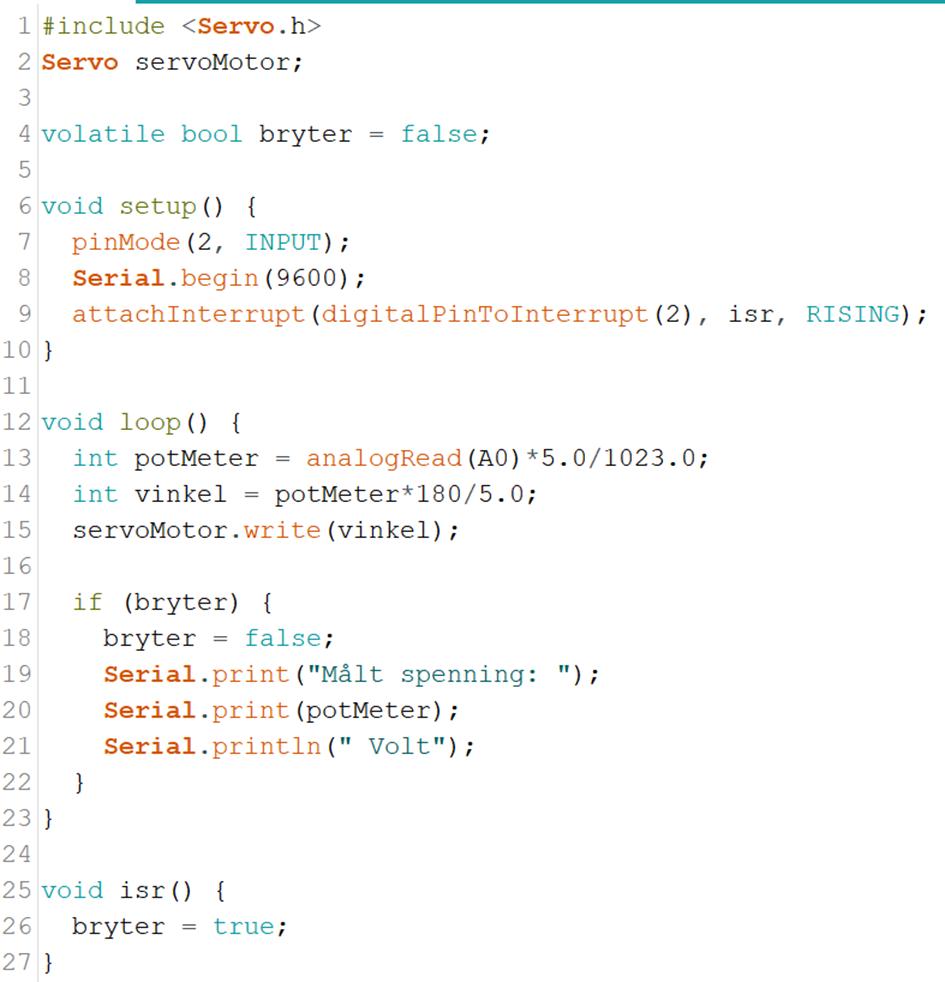 1 #include <Servo.h>
2 Servo servoMotor;
3
4 volatile bool bryter = false;
5
6 void setup() {
7   pinMode(2, INPUT);
8   Serial.begin(9600);
9   attachInterrupt(digitalPinToInterrupt(2), isr, RISING);
10 }
11
12 void loop() {
13   int potMeter = analogRead(A0)*5.0/1023.0;
14   int vinkel = potMeter*180/5.0;
15   servoMotor.write(vinkel);
16
17   if (bryter) {
18     bryter = false;
19     Serial.print("Målt spenning: ");
20     Serial.print(potMeter);
21     Serial.println(" Volt");
22   }
23 }
24
25 void isr() {
26   bryter = true;
27 }